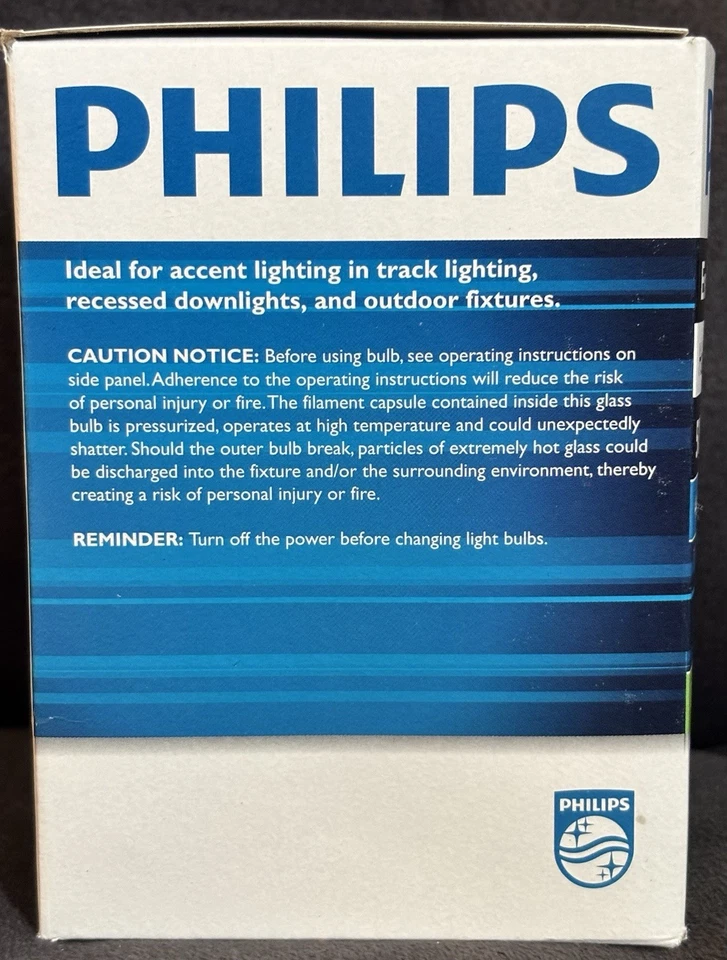 PHILIPS
Ideal for accent lighting in track lighting,
recessed downlights, and outdoor fixtures.
CAUTION NOTICE: Before using bulb, see operating instructions on
side panel. Adherence to the operating instructions will reduce the risk
of personal injury or fire. The filament capsule contained inside this glass
bulb is pressurized, operates at high temperature and could unexpectedly
shatter. Should the outer bulb break, particles of extremely hot glass could
be discharged into the fixture and/or the surrounding environment, thereby
creating a risk of personal injury or fire.
REMINDER: Turn off the power before changing light bulbs.
PHILIPS